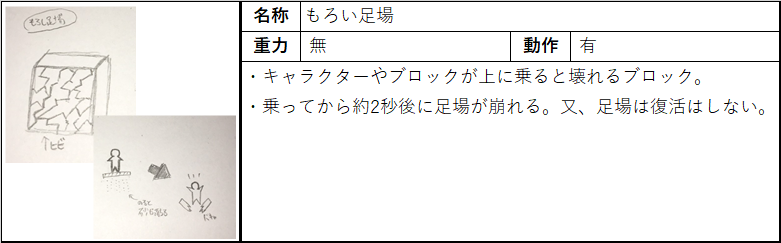 もろい足場
↑ヒビ
名称 もろい足場
重力 無 動作 有
・キャラクターやブロックが上に乗ると壊れるブロック。
・乗ってから約2秒後に足場が崩れる。又、足場は復活はしない。